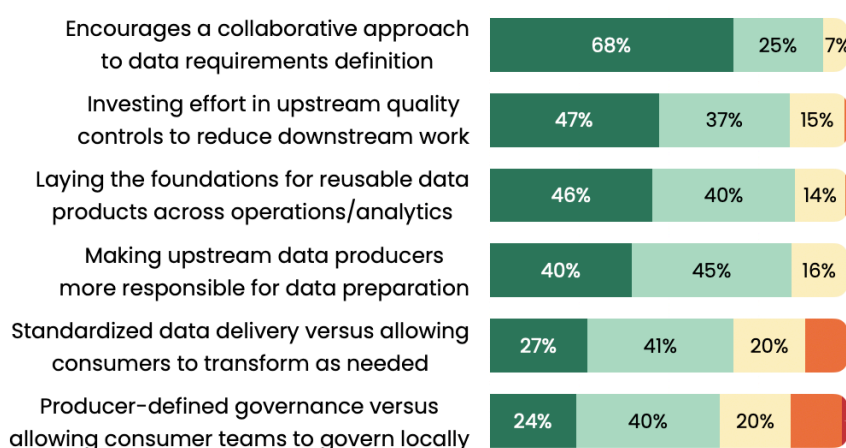 Encourages a collaborative approach
to data requirements definition
68% 25% 7%
Investing effort in upstream quality
controls to reduce downstream work
47% 37% 15%
Laying the foundations for reusable data
products across operations/analytics
46% 40% 14%
Making upstream data producers
more responsible for data preparation
40% 45% 16%
Standardized data delivery versus allowing
consumers to transform as needed
27% 41% 20%
Producer-defined governance versus
allowing consumer teams to govern locally
24% 40% 20%